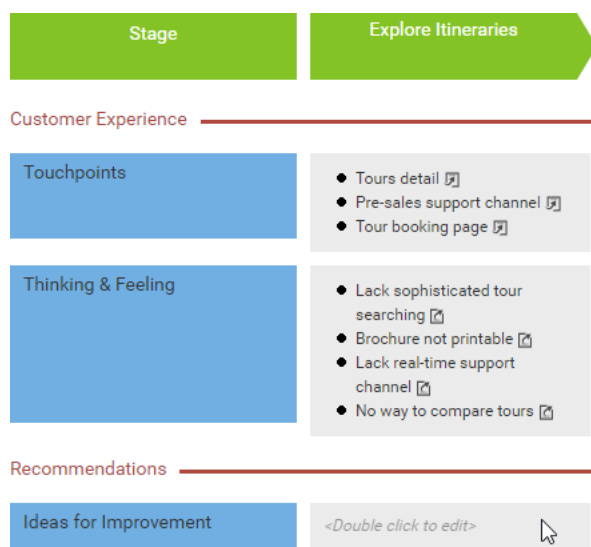 Stage
Explore Itineraries
Customer Experience
Touchpoints
Tours detail
Pre-sales support channel
Tour booking page
Thinking & Feeling
Lack sophisticated tour
searching
Brochure not printable
Lack real-time support
channel
No way to compare tours
Recommendations
Ideas for Improvement
<Double click to edit>